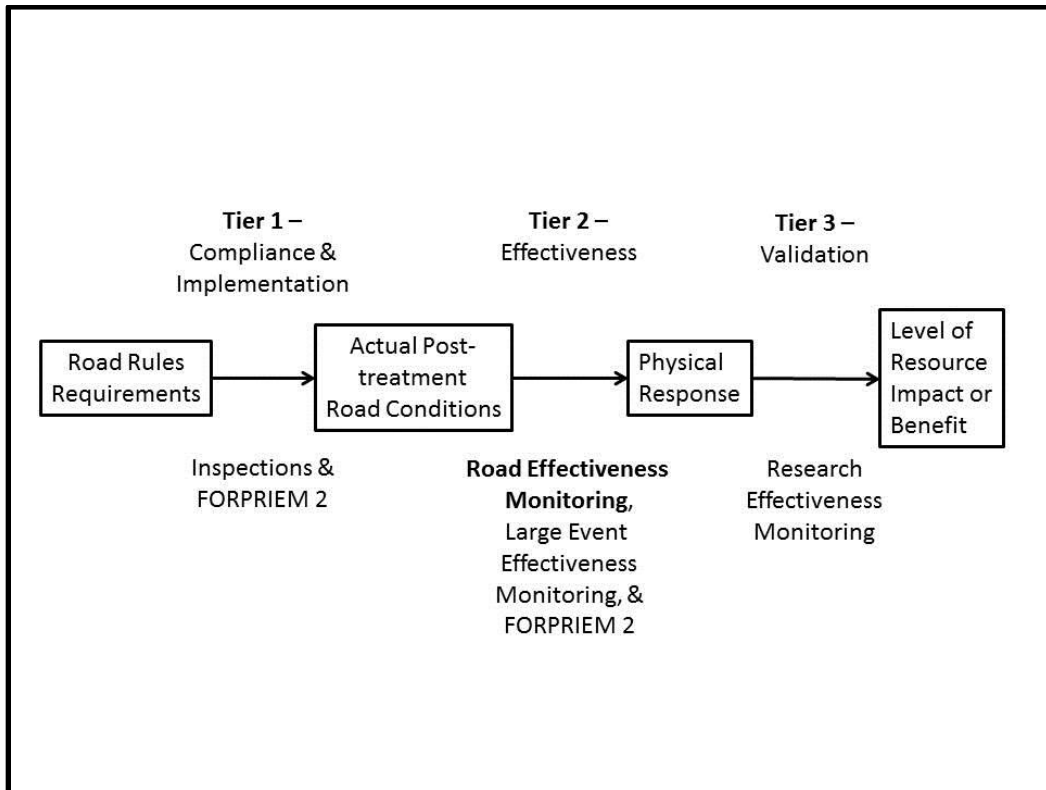 Tier 1 –
Compliance &
Implementation
Tier 2 –
Effectiveness
Tier 3 –
Validation
Road Rules
Requirements
Actual Post-
treatment
Road Conditions
Physical
Response
Level of
Resource
Impact or
Benefit
Inspections &
FORPRIEM 2
Road Effectiveness
Monitoring,
Large Event
Effectiveness
Monitoring, &
FORPRIEM 2
Research
Effectiveness
Monitoring